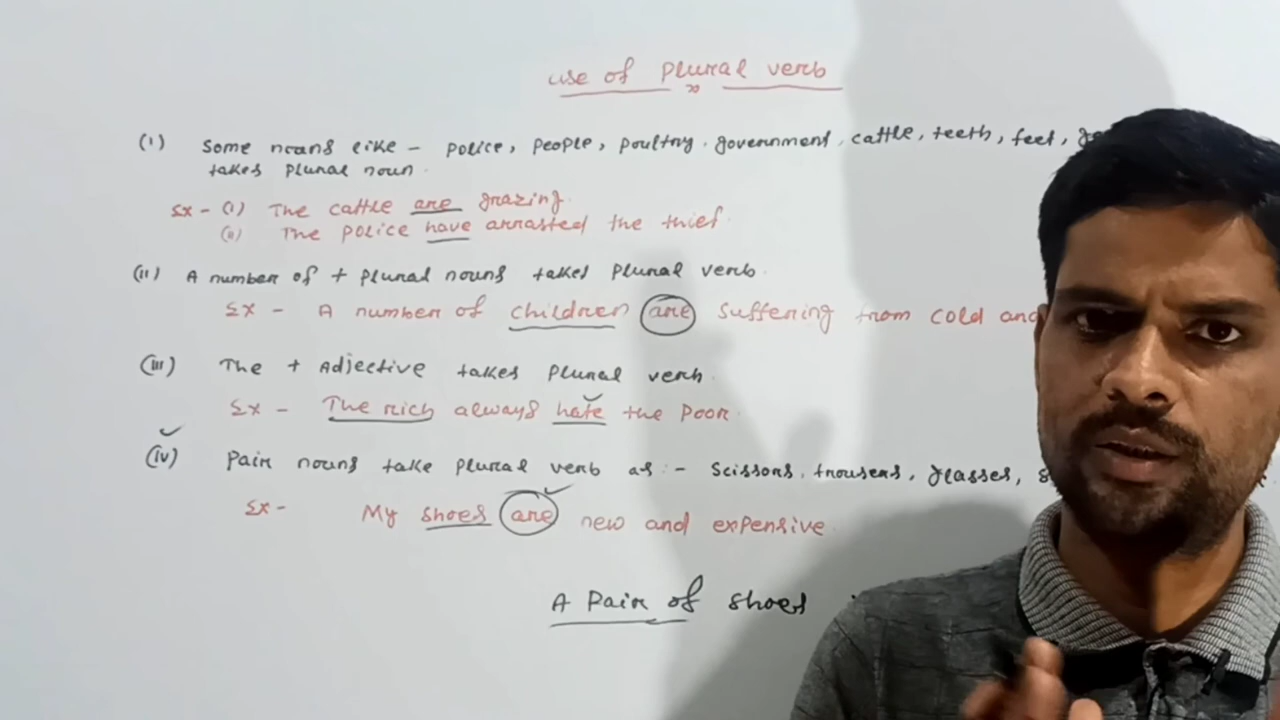 use of plural verb
(i) Some nouns like - police, people, poultry, government, cattle, teeth, feet,
takes plural noun.
Ex - (i) The cattle are grazing.
(ii) The police have arrasted the thief.
(ii) A number of + plural nouns takes plural verb.
Ex - A number of children are suffering from cold and
(iii) The + Adjective takes plural verb.
Ex - The rich always hate the poor.
(iv) Pair nouns take plural verb as :- scissors, trousers, glasses,
Ex - My shoes are new and expensive.
A pair of shoes